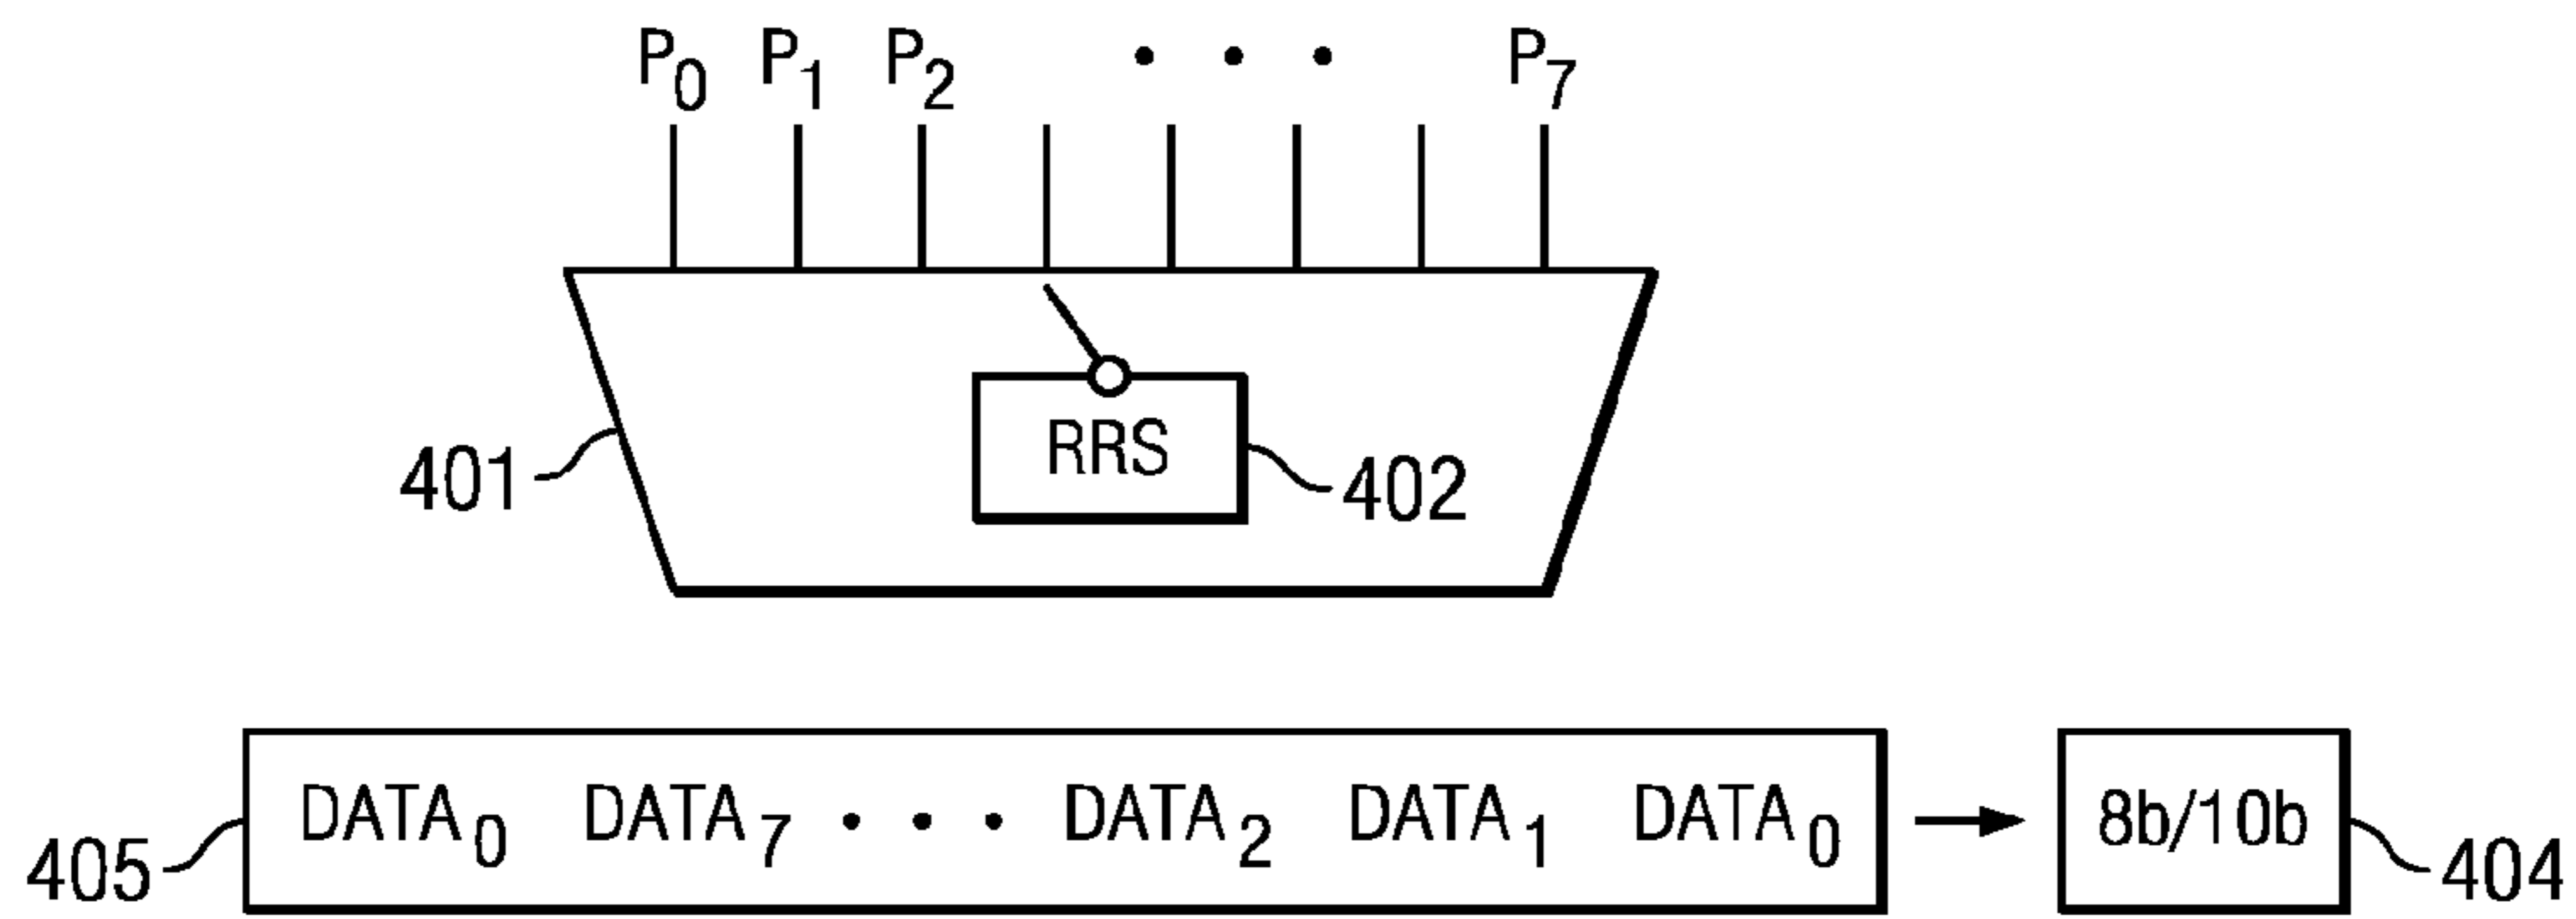 P0 P1 P2 • • • P7
RRS
401
402
DATA0 DATA7 • • • DATA2 DATA1 DATA0
8b/10b
405
404